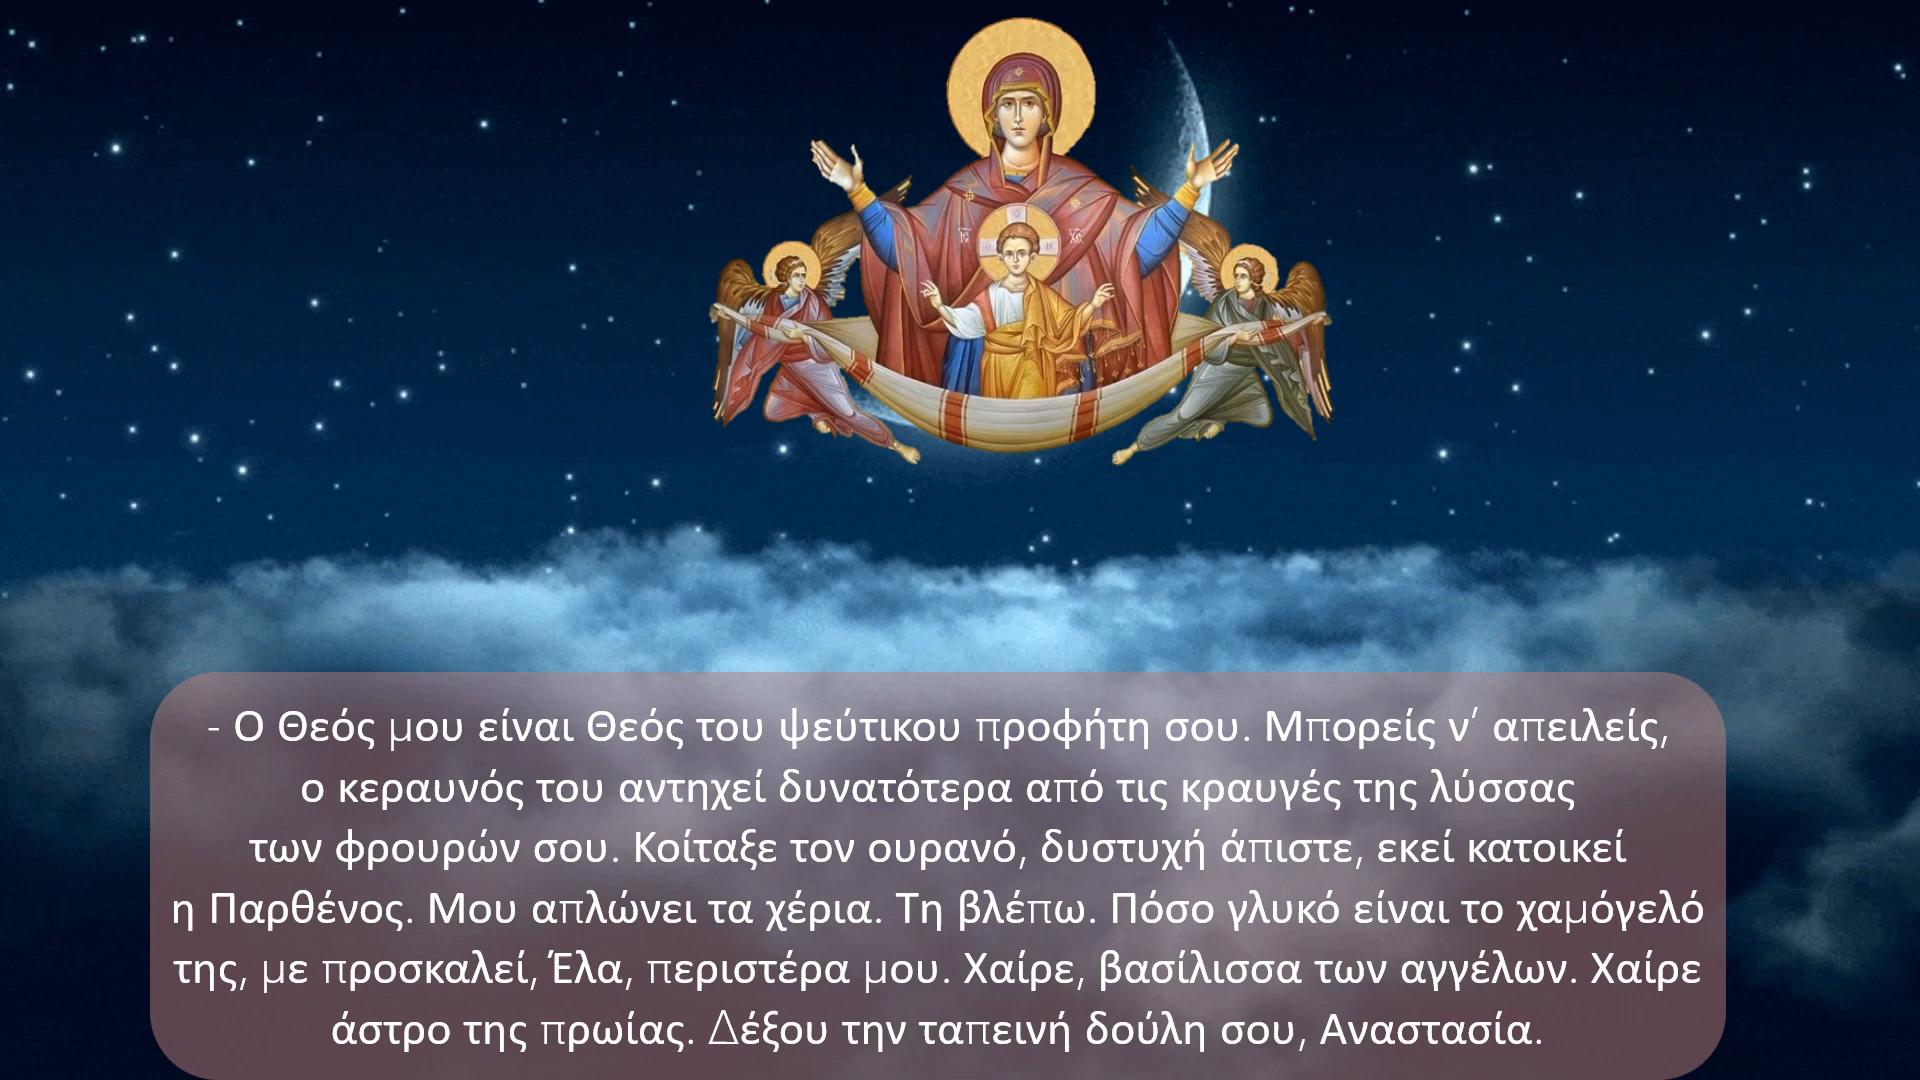 ΙC ΧC
Ο Ν
- Ο Θεός μου είναι Θεός του ψεύτικου προφήτη σου. Μπορείς ν’ απειλείς,
ο κεραυνός του αντηχεί δυνατότερα από τις κραυγές της λύσσας
των φρουρών σου. Κοίταξε τον ουρανό, δυστυχή άπιστε, εκεί κατοικεί
η Παρθένος. Μου απλώνει τα χέρια. Τη βλέπω. Πόσο γλυκό είναι το χαμόγελό
της, με προσκαλεί, Έλα, περιστέρα μου. Χαίρε, βασίλισσα των αγγέλων. Χαίρε
άστρο της πρωίας. Δέξου την ταπεινή δούλη σου, Αναστασία.